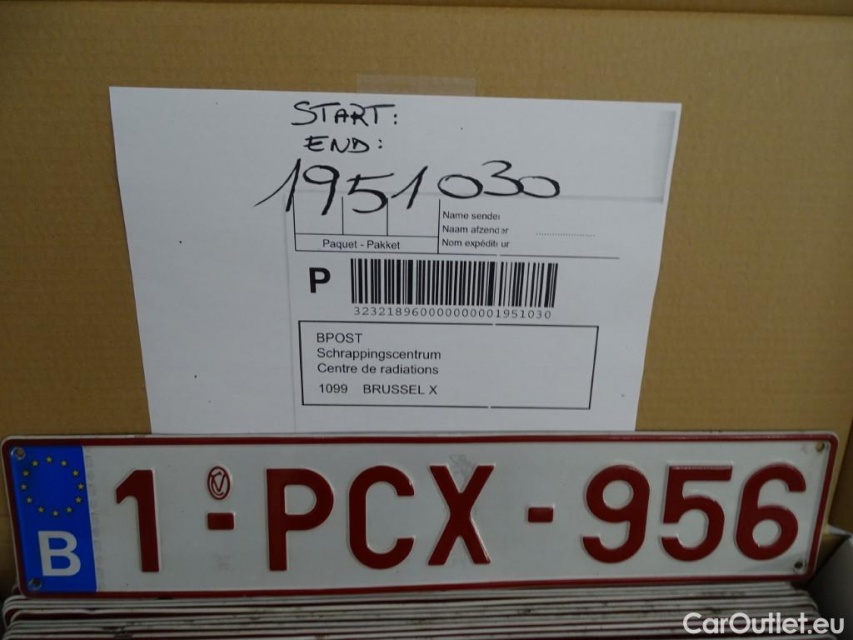 START:
END:
1951030
Name sender
Naam afzender
Paquet - Pakket
Nom expéditeur
P
323218960000000001951030
BPOST
Schrappingscentrum
Centre de radiations
1099 BRUSSEL X
B 1-PCX-956
CarOutlet.eu